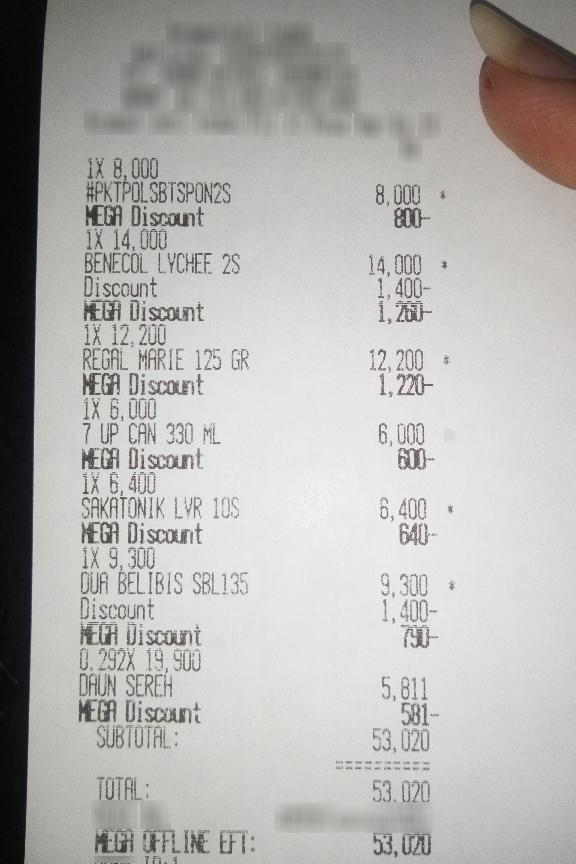 1X 8,000
#PKTPOLSBTSPON2S 8,000 *
MEGA Discount 800-
1X 14,000
BENECOL LYCHEE 2S 14,000 *
Discount 1,400-
MEGA Discount 1,260-
1X 12,200
REGAL MARIE 125 GR 12,200 *
MEGA Discount 1,220-
1X 6,000
7 UP CAN 330 ML 6,000
MEGA Discount 600-
1X 6,400
SAKATONIK LVR 10S 6,400 *
MEGA Discount 640-
1X 9,300
DUA BELIBIS SBL135 9,300 *
Discount 1,400-
MEGA Discount 790-
0.292X 19,900
DAUN SEREH 5,811
MEGA Discount 581-
SUBTOTAL: 53,020
TOTAL: 53.020
MEGA OFFLINE EFT: 53,020